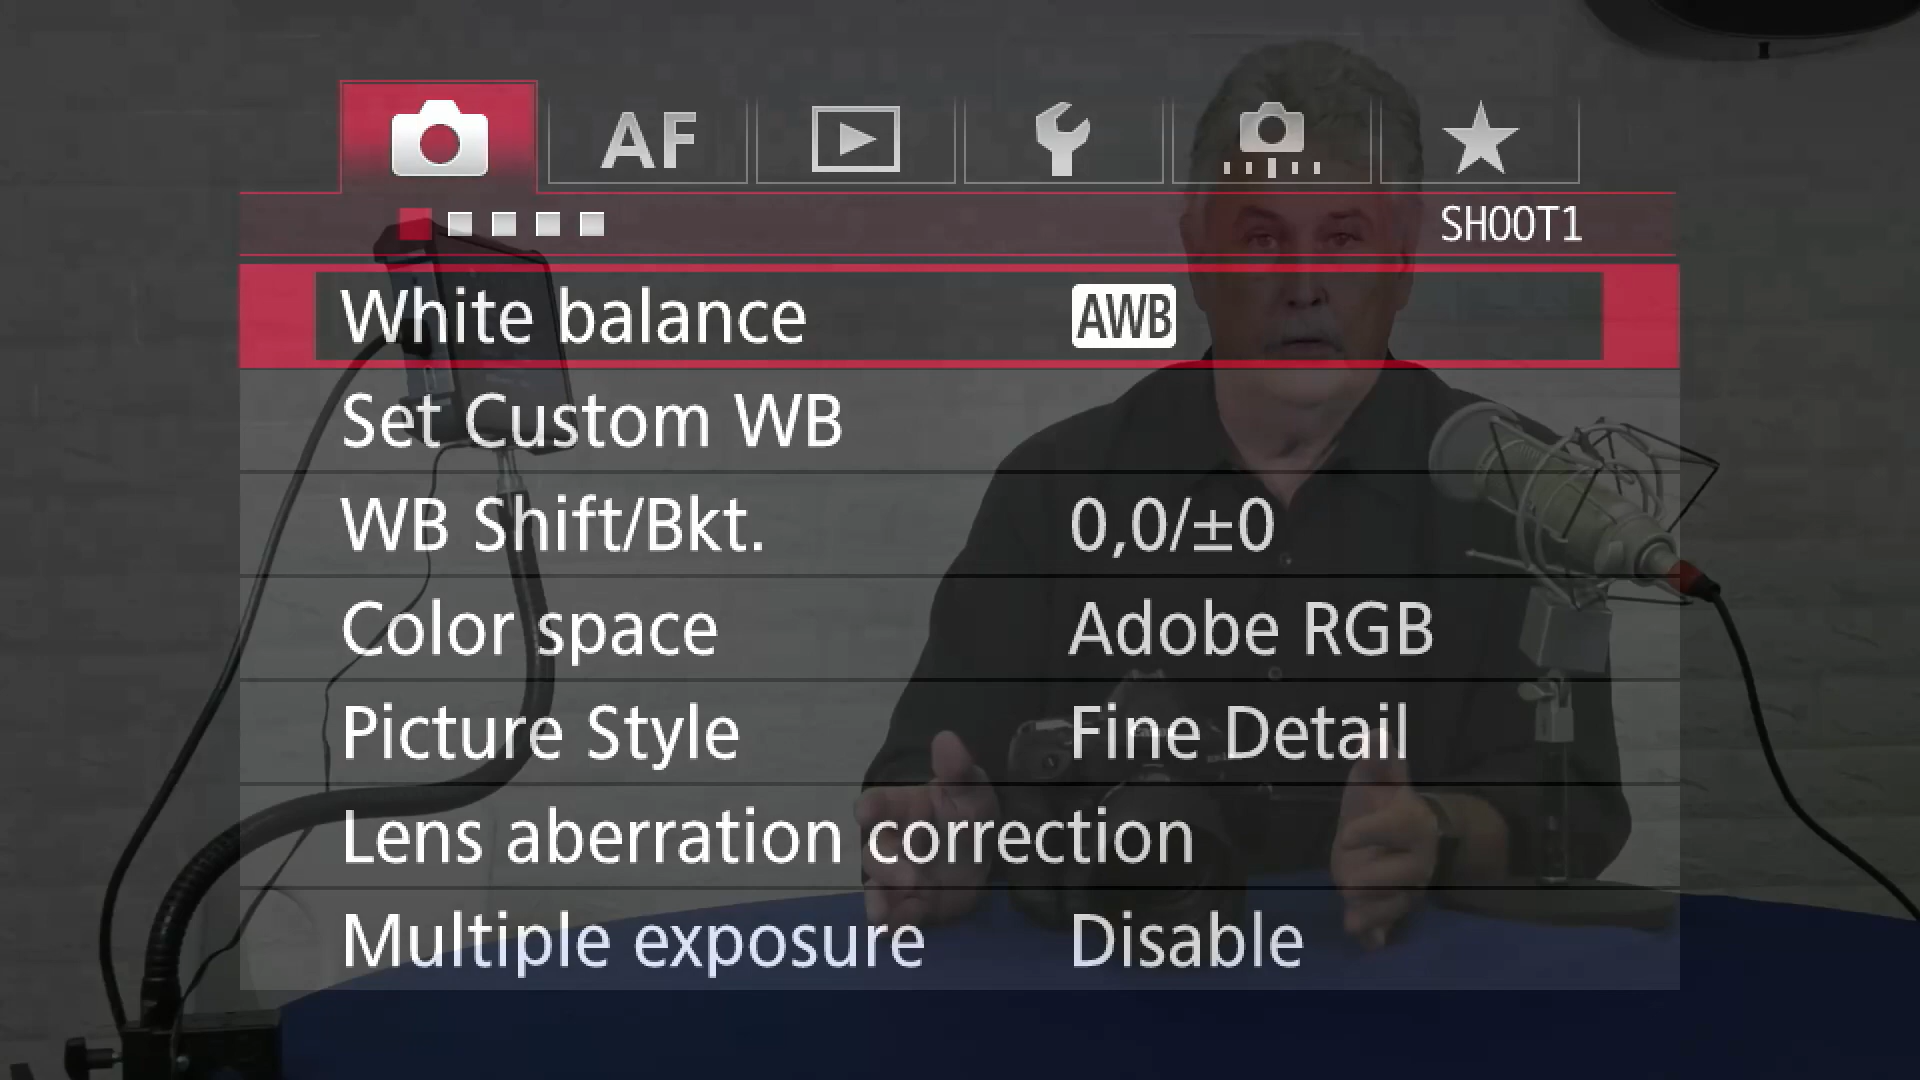 AF
SHOOT1
White balance AWB
Set Custom WB
WB Shift/Bkt. 0,0/±0
Color space Adobe RGB
Picture Style Fine Detail
Lens aberration correction
Multiple exposure Disable